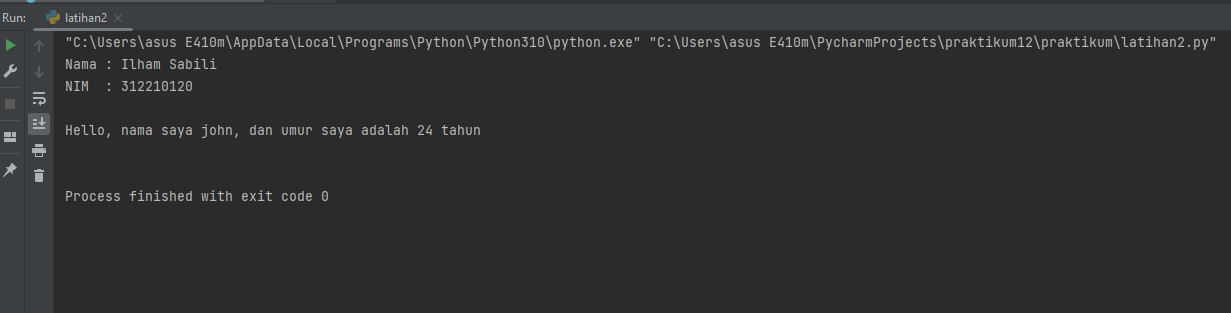 Run: latihan2
"C:\Users\asus E410m\AppData\Local\Programs\Python\Python310\python.exe" "C:\Users\asus E410m\PycharmProjects\praktikum12\praktikum\latihan2.py"
Nama : Ilham Sabili
NIM  : 312210120
Hello, nama saya john, dan umur saya adalah 24 tahun
Process finished with exit code 0